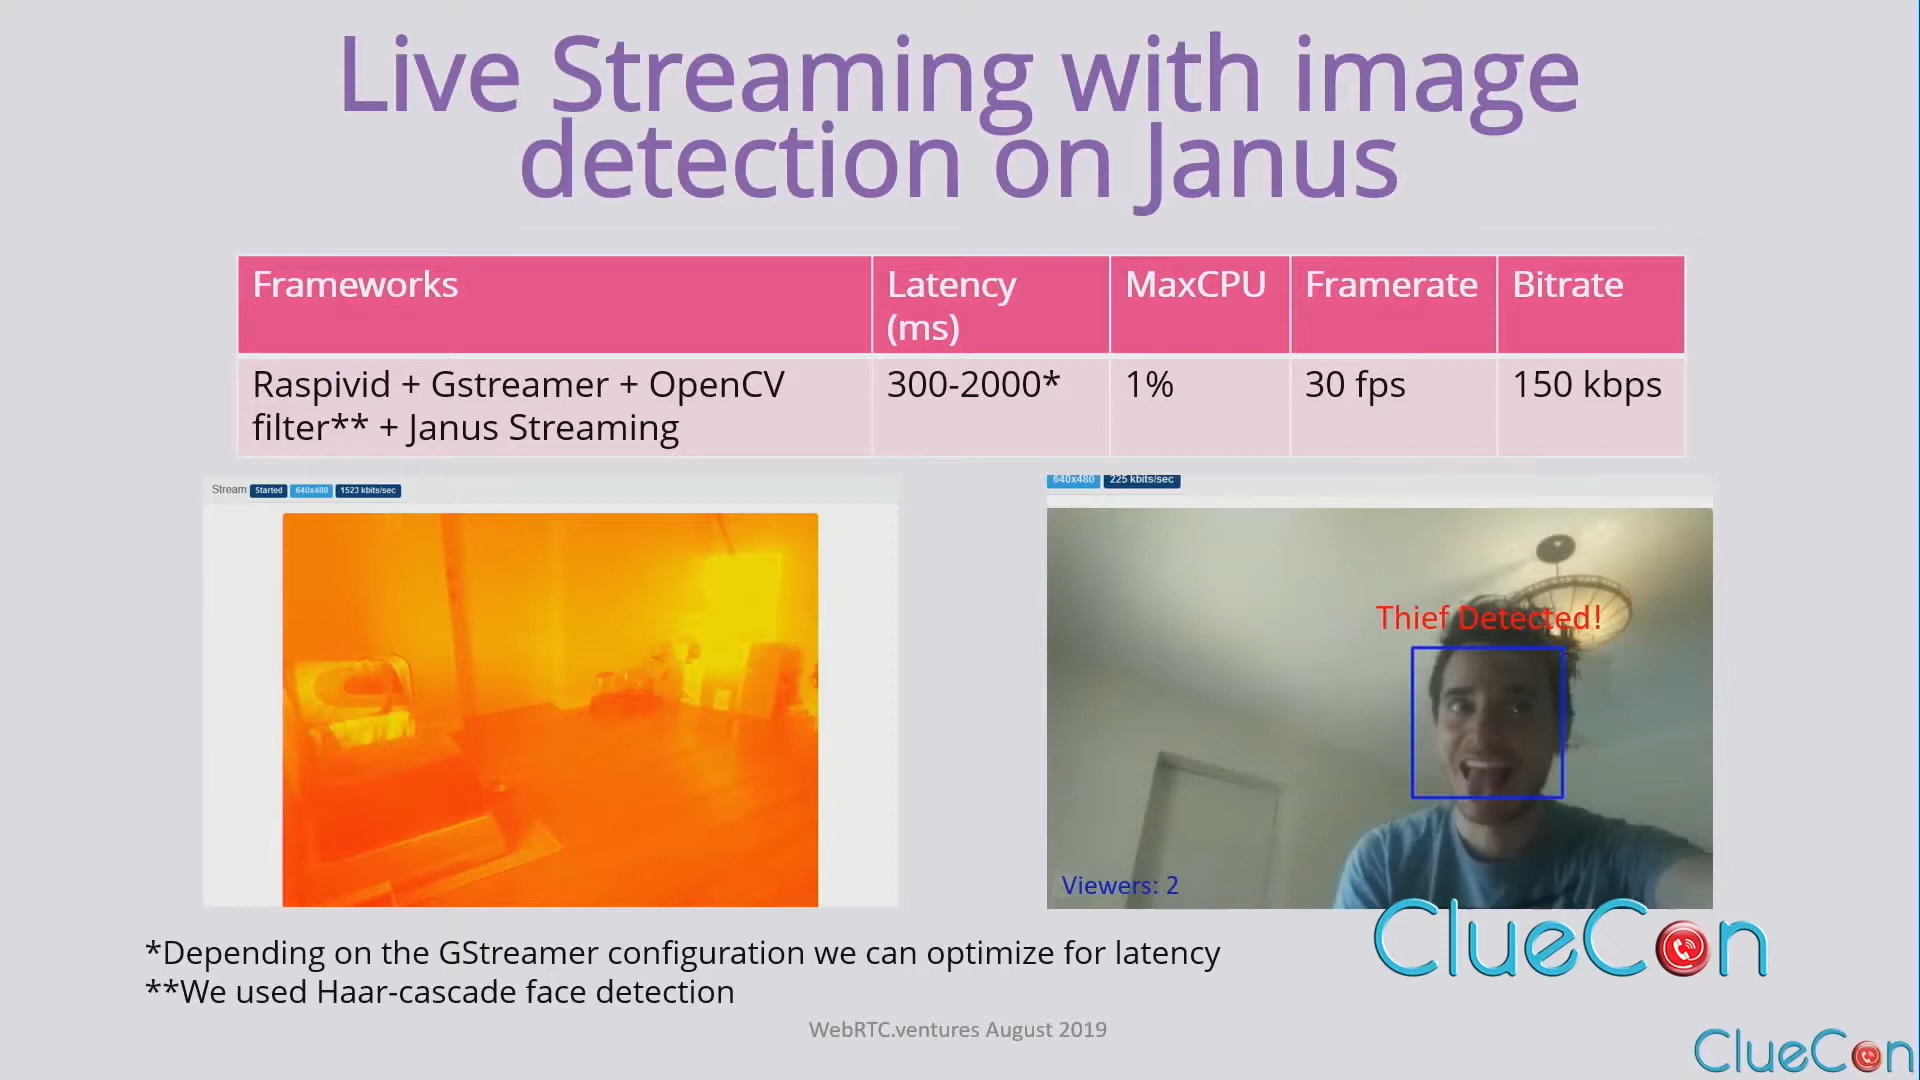 Live Streaming with image
detection on Janus
Frameworks
Latency
(ms)
MaxCPU
Framerate
Bitrate
Raspivid + Gstreamer + OpenCV
filter** + Janus Streaming
300-2000*
1%
30 fps
150 kbps
Stream Started 640x480 1523 kbits/sec
640x480 225 kbits/sec
Thief Detected!
Viewers: 2
ClueCon
*Depending on the GStreamer configuration we can optimize for latency
**We used Haar-cascade face detection
WebRTC.ventures August 2019
ClueCon